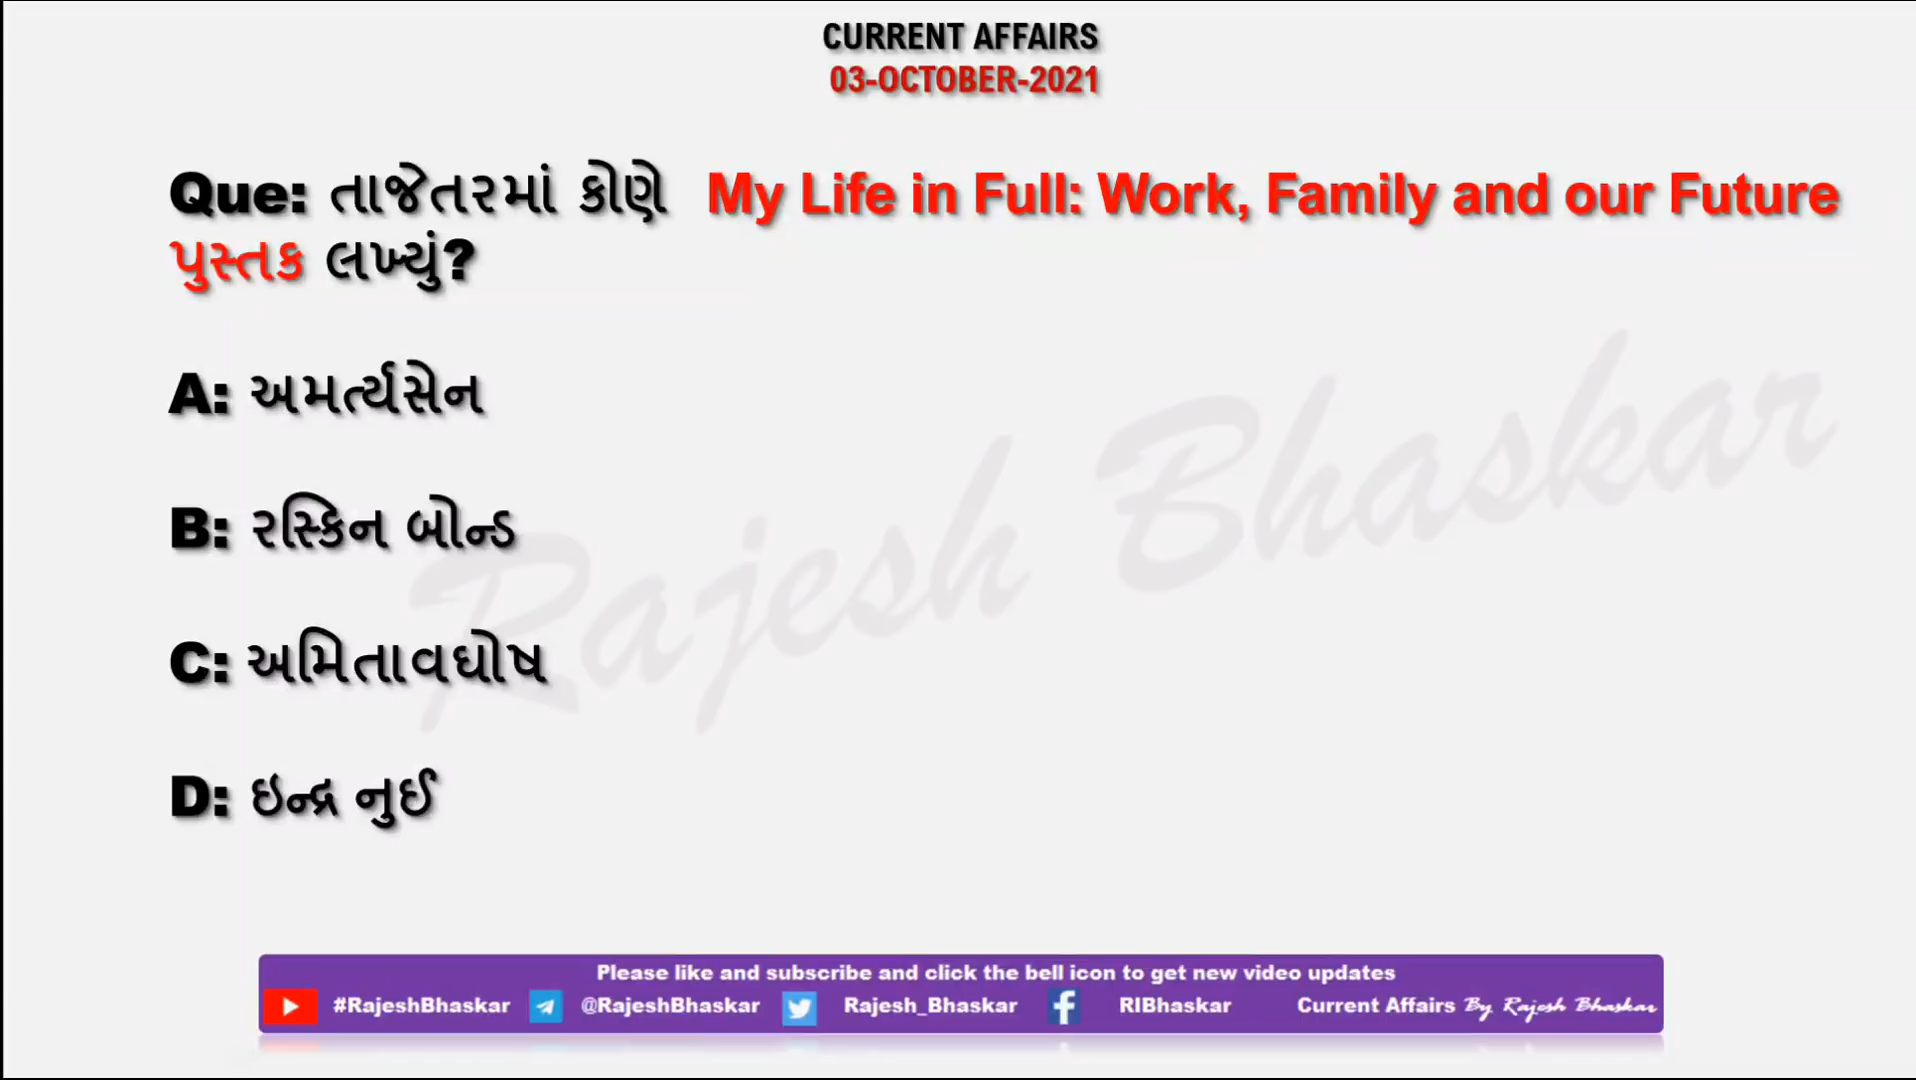 CURRENT AFFAIRS
03-OCTOBER-2021
Que: તાજેતરમાં કોણે My Life in Full: Work, Family and our Future
પુસ્તક લખ્યું?
A: અમર્ત્યસેન
B: રસ્કિન બોન્ડ
C: અમિતાવઘોષ
D: ઇન્દ્ર નુઈ
Rajesh Bhaskar
Please like and subscribe and click the bell icon to get new video updates
#RajeshBhaskar @RajeshBhaskar Rajesh_Bhaskar RIBhaskar Current Affairs By Rajesh Bhaskar